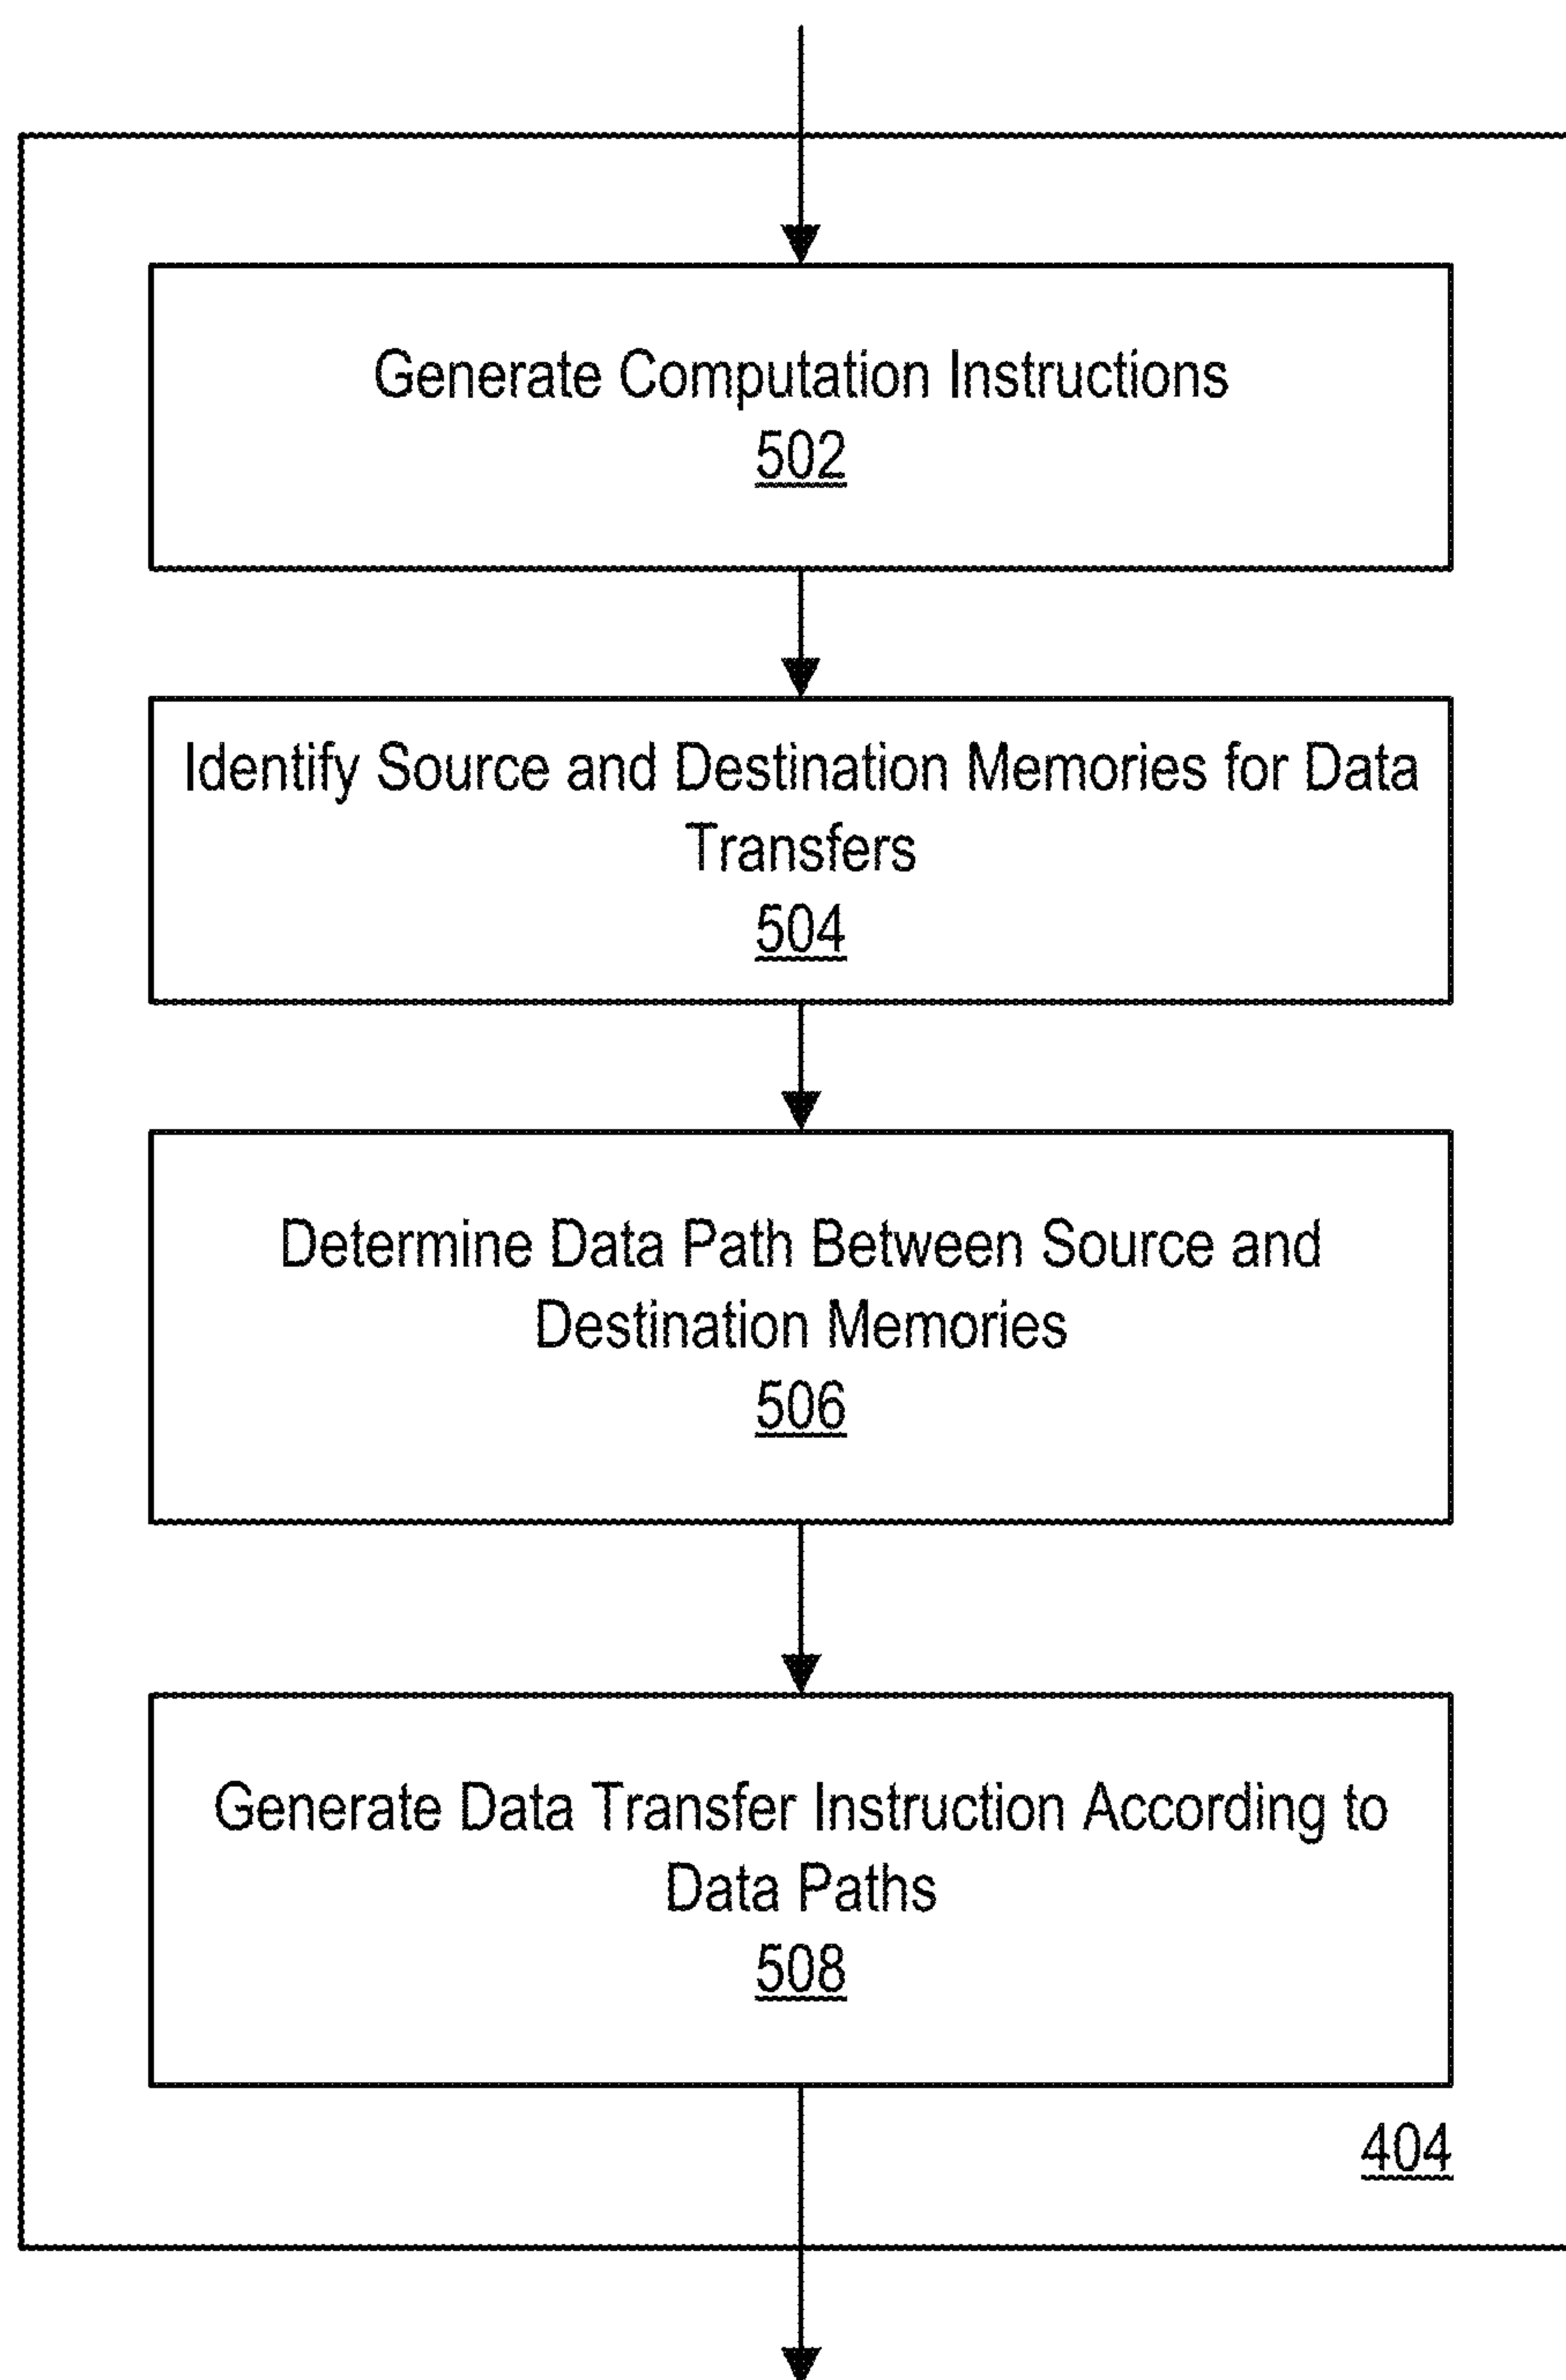 Generate Computation Instructions
502
Identify Source and Destination Memories for Data
Transfers
504
Determine Data Path Between Source and
Destination Memories
506
Generate Data Transfer Instruction According to
Data Paths
508
404